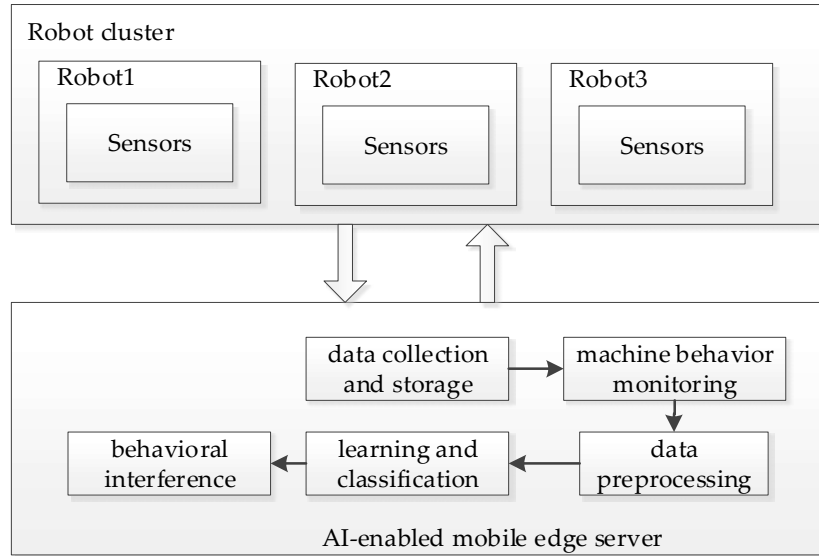 Robot cluster
Robot1
Robot2
Robot3
Sensors
Sensors
Sensors
data collection
and storage
machine behavior
monitoring
behavioral
interference
learning and
classification
data
preprocessing
AI-enabled mobile edge server